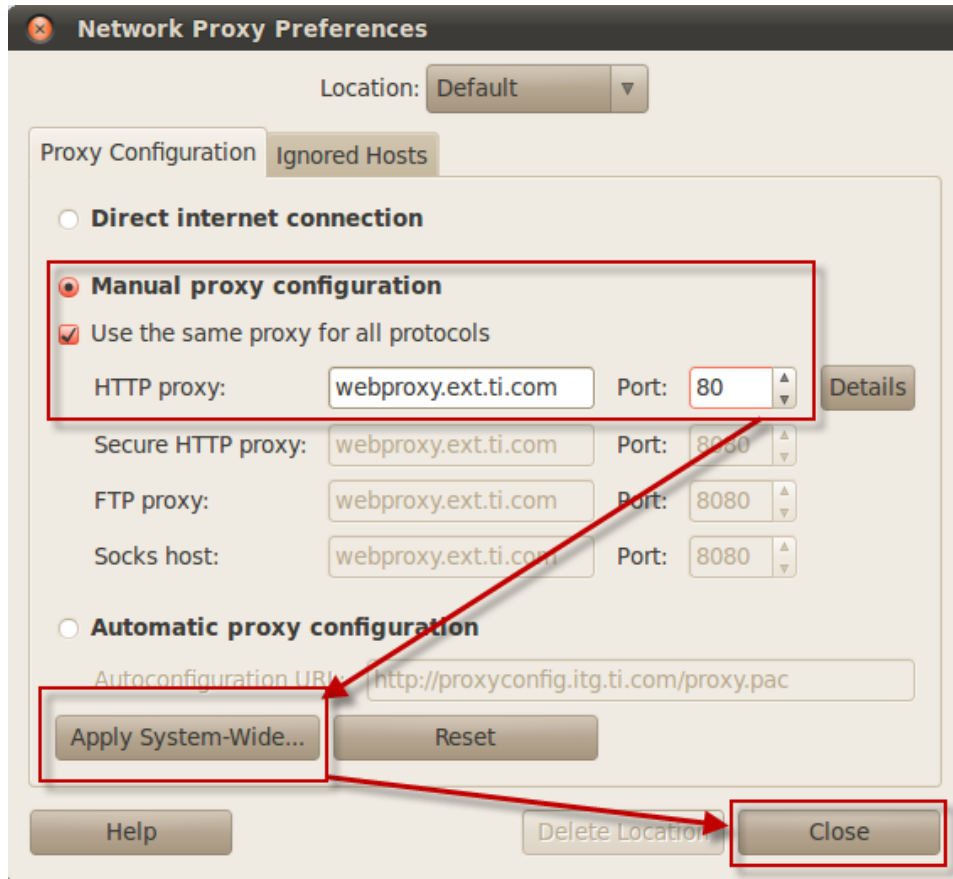 Network Proxy Preferences
Location: Default
Proxy Configuration Ignored Hosts
Direct internet connection
Manual proxy configuration
Use the same proxy for all protocols
HTTP proxy: webproxy.ext.ti.com Port: 80 Details
Secure HTTP proxy: webproxy.ext.ti.com Port: 8080
FTP proxy: webproxy.ext.ti.com Port: 8080
Socks host: webproxy.ext.ti.com Port: 8080
Automatic proxy configuration
Autoconfiguration URL: http://proxyconfig.itg.ti.com/proxy.pac
Apply System-Wide... Reset
Help Delete Location Close